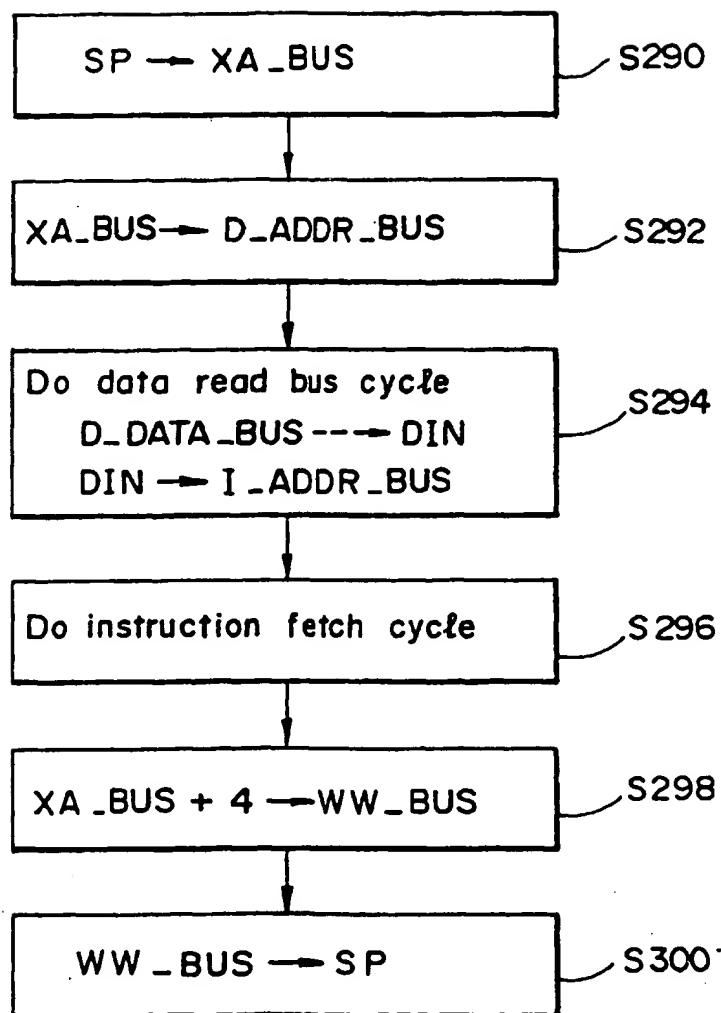 SP → XA_BUS
S290
XA_BUS → D_ADDR_BUS
S292
Do data read bus cycle
D_DATA_BUS ---→ DIN
DIN → I_ADDR_BUS
S294
Do instruction fetch cycle
S296
XA_BUS + 4 → WW_BUS
S298
WW_BUS → SP
S300